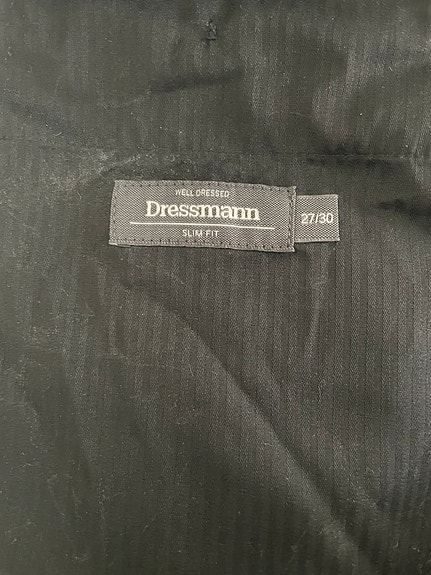 WELL DRESSED
Dressmann
SLIM FIT
27/30